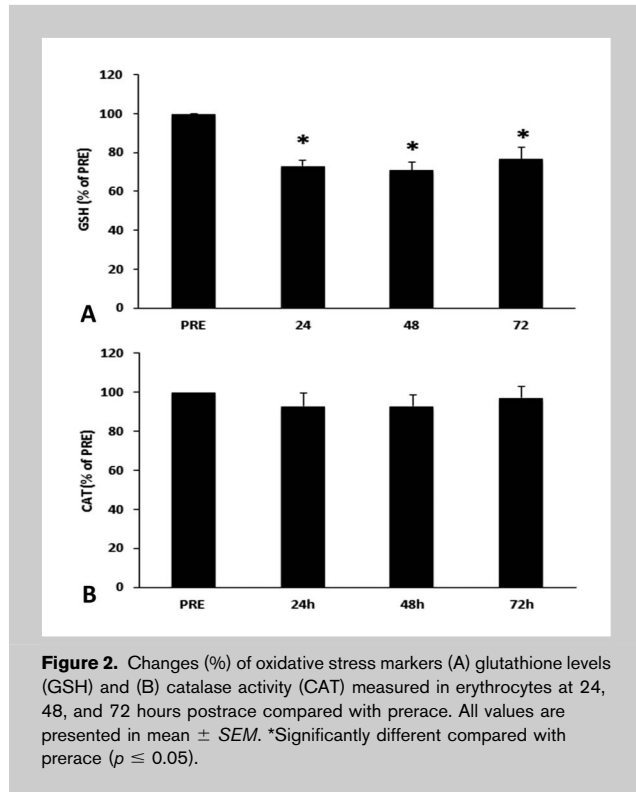 120
100
80
60
40
20
0
GSH (% of PRE)
* * *
A
PRE 24 48 72
120
100
80
60
40
20
0
CAT(% of PRE)
B
PRE 24h 48h 72h
Figure 2. Changes (%) of oxidative stress markers (A) glutathione levels
(GSH) and (B) catalase activity (CAT) measured in erythrocytes at 24,
48, and 72 hours postrace compared with prerace. All values are
presented in mean ± SEM. *Significantly different compared with
prerace (p ≤ 0.05).